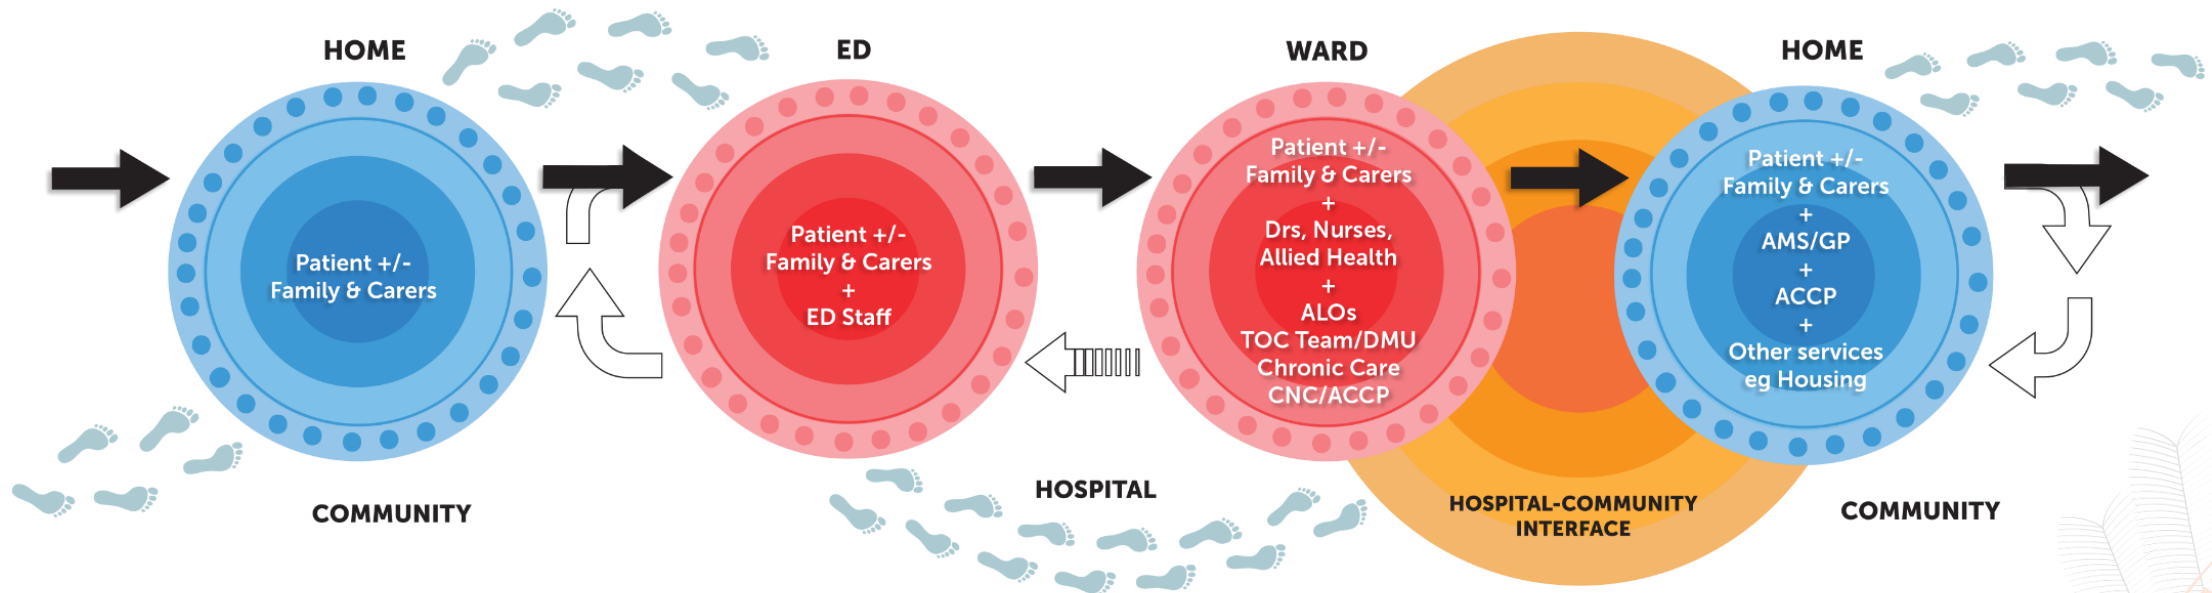 HOME
Patient +/-
Family & Carers
COMMUNITY
ED
Patient +/-
Family & Carers
+
ED Staff
HOSPITAL
WARD
Patient +/-
Family & Carers
+
Drs, Nurses,
Allied Health
+
ALOs
TOC Team/DMU
Chronic Care
CNC/ACCP
HOSPITAL-COMMUNITY
INTERFACE
HOME
Patient +/-
Family & Carers
+
AMS/GP
+
ACCP
+
Other services
eg Housing
COMMUNITY